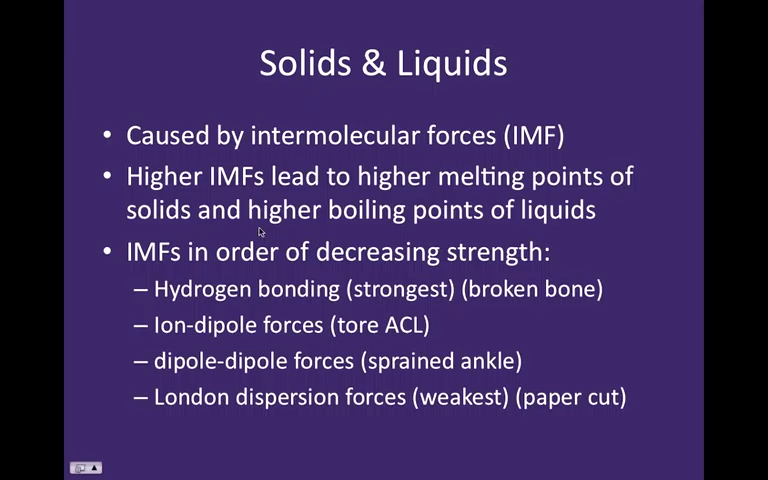 Solids & Liquids
• Caused by intermolecular forces (IMF)
• Higher IMFs lead to higher melting points of
solids and higher boiling points of liquids
• IMFs in order of decreasing strength:
– Hydrogen bonding (strongest) (broken bone)
– Ion-dipole forces (tore ACL)
– dipole-dipole forces (sprained ankle)
– London dispersion forces (weakest) (paper cut)